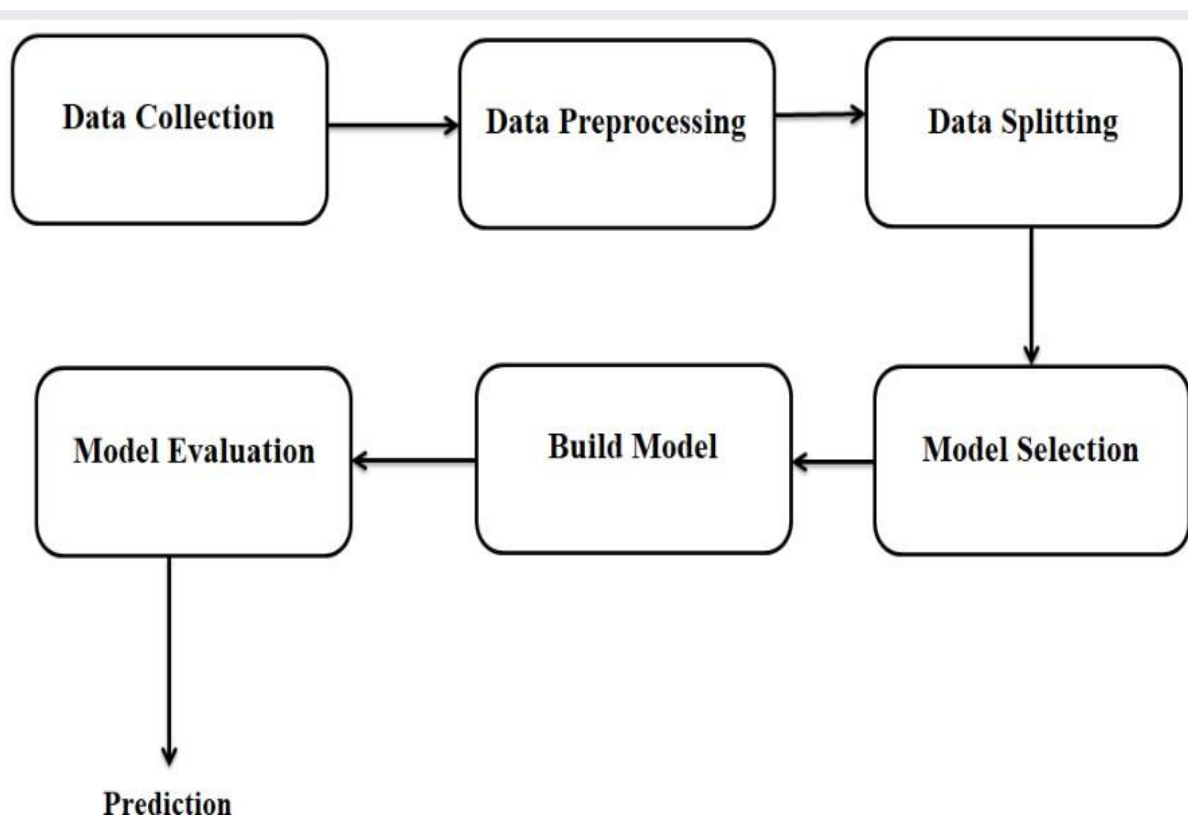 Data Collection
Data Preprocessing
Data Splitting
Model Selection
Build Model
Model Evaluation
Prediction